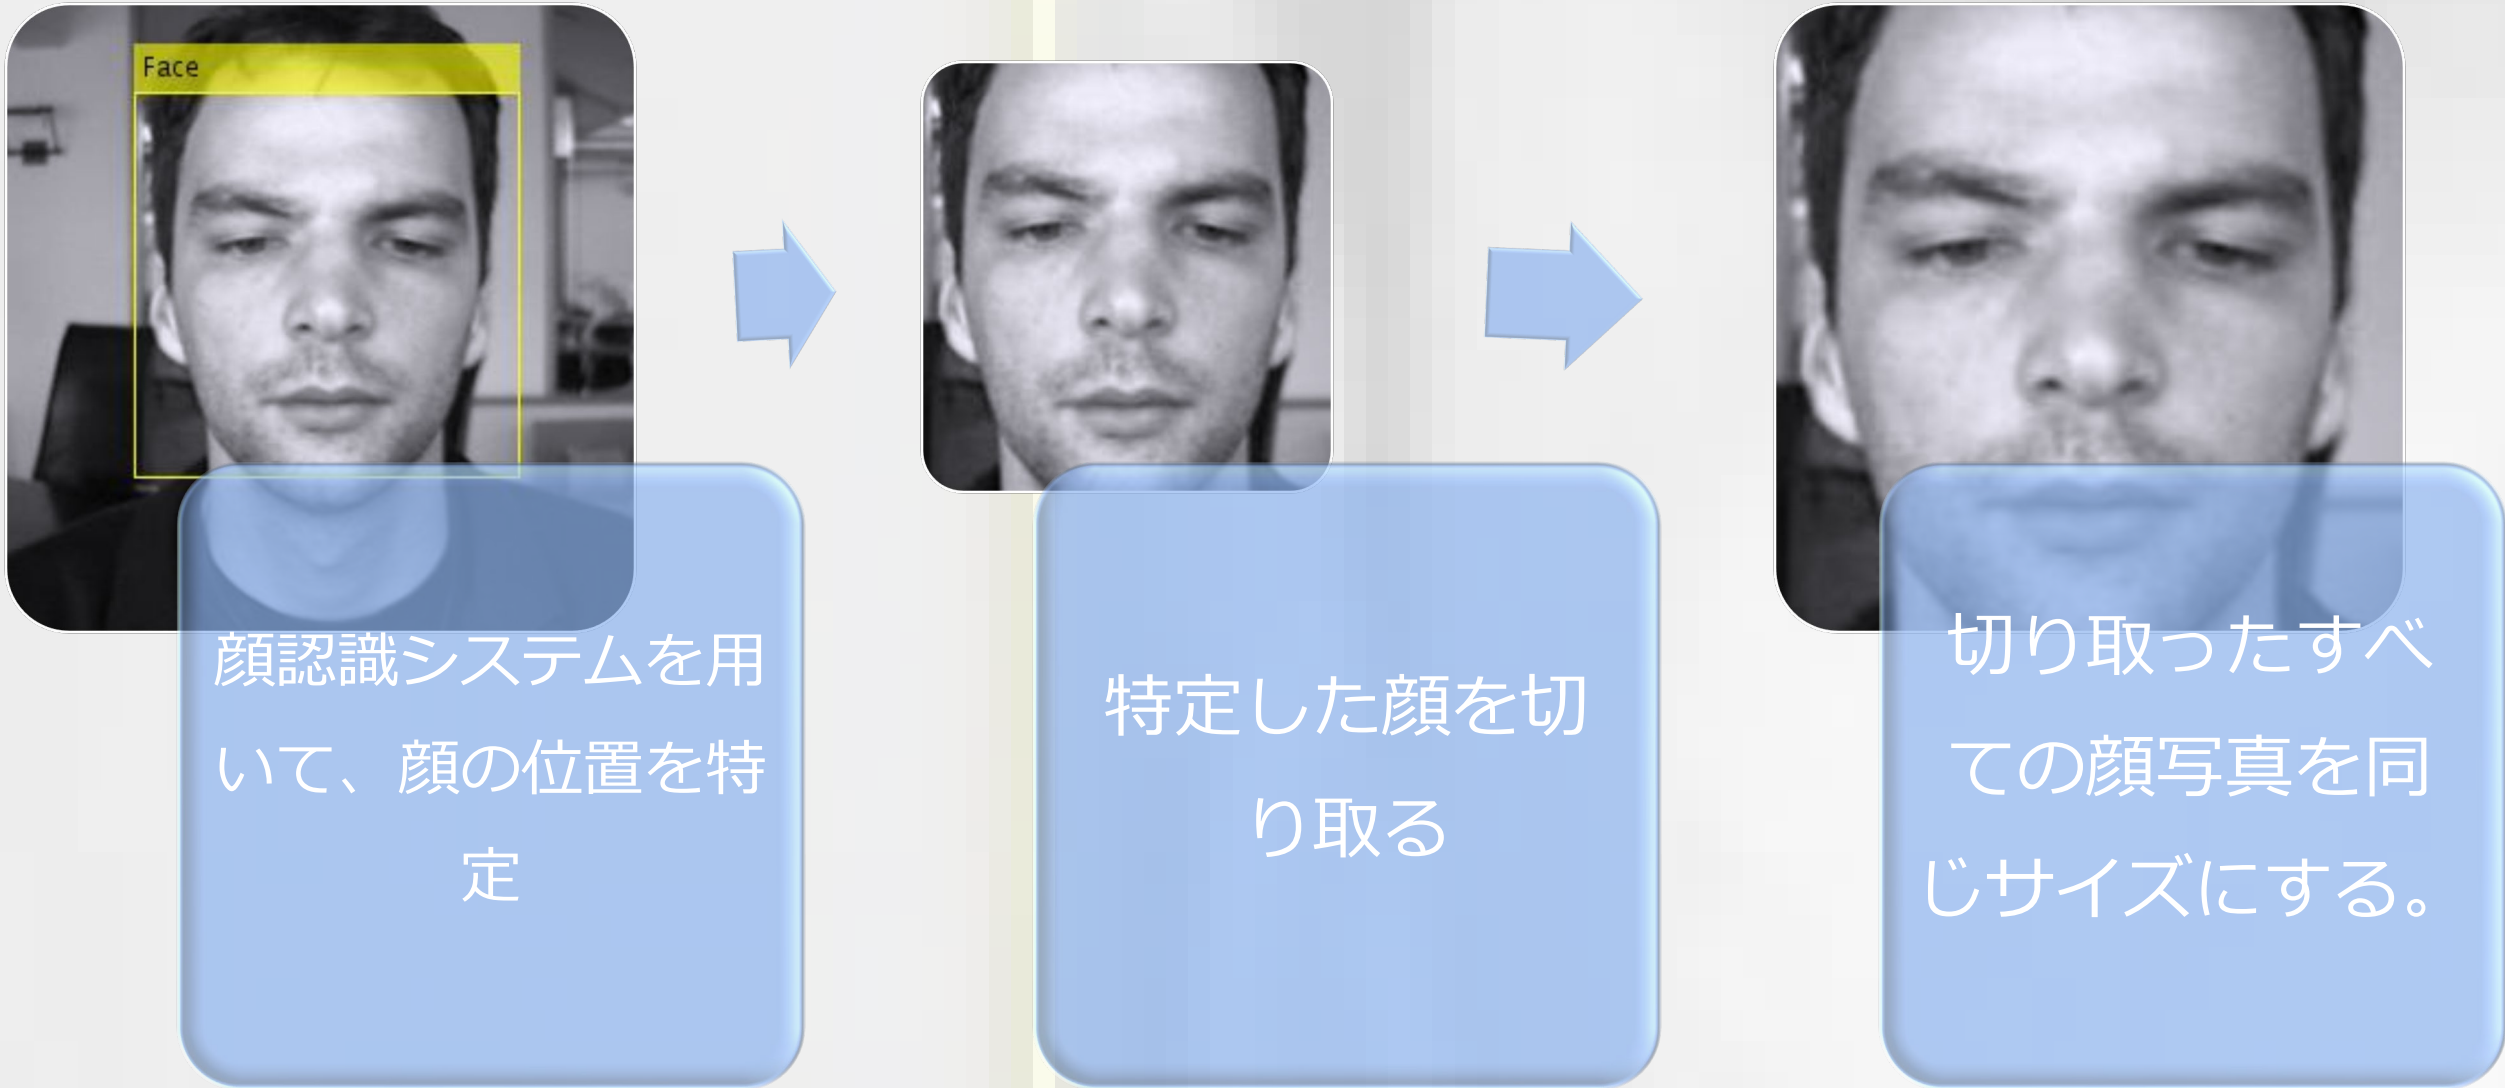 Face
顔認識システムを用
いて、顔の位置を特
定
特定した顔を切
り取る
切り取ったすべ
ての顔写真を同
じサイズにする。